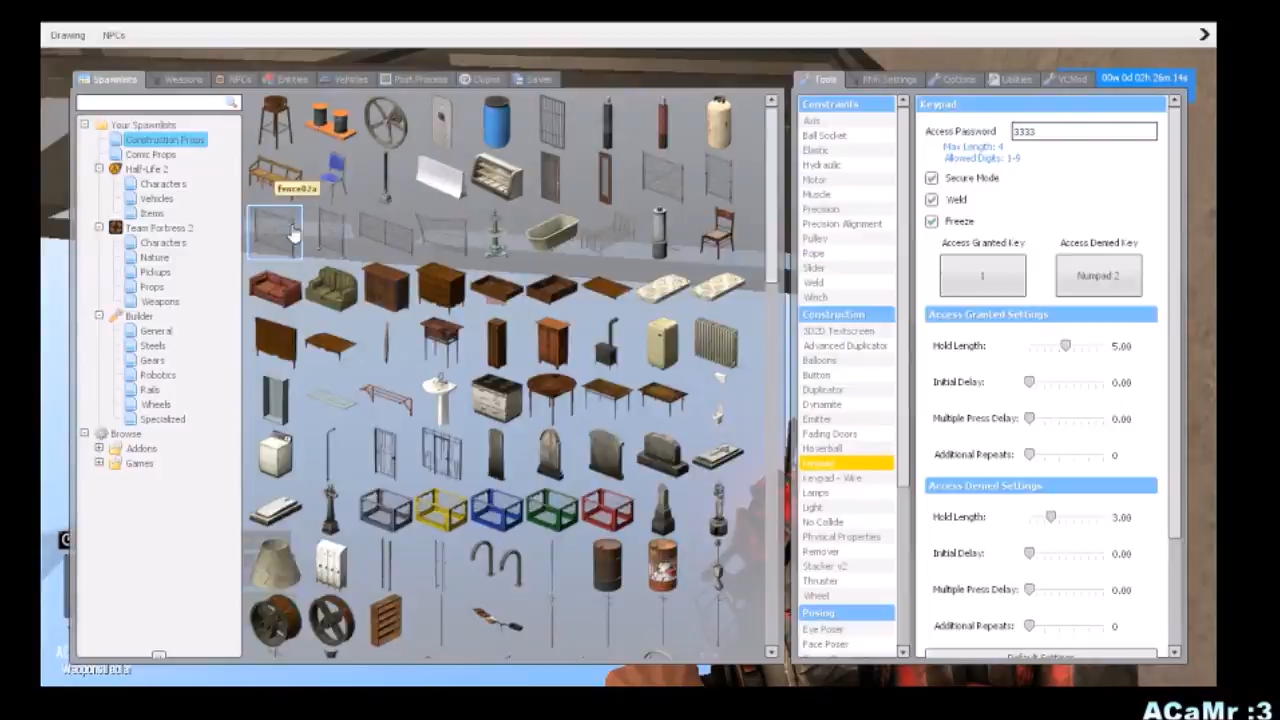 Drawing NPCs
Spawnlists Weapons NPCs Entities Vehicles Post Process Dupes Saves
Tools Options Utilities VCMod 00w 0d 02h 26m 14s
Your Spawnlists
Construction Props
Comic Props
Half-Life 2
Characters
Vehicles
Items
Team Fortress 2
Characters
Nature
Pickups
Props
Weapons
Builder
General
Steels
Gears
Robotics
Rails
Wheels
Specialized
Browse
Addons
Games
fence02a
Constraints
Axis
Ball Socket
Elastic
Hydraulic
Motor
Muscle
Precision
Precision Alignment
Pulley
Rope
Slider
Weld
Winch
Construction
3D2D Textscreen
Advanced Duplicator
Balloons
Button
Duplicator
Dynamite
Emitter
Fading Doors
Hoverball
Keypad
Keypad - Wire
Lamps
Light
No Collide
Physical Properties
Remover
Stacker v2
Thruster
Wheel
Posing
Eye Poser
Face Poser
Keypad
Access Password 3333
Max Length: 4
Allowed Digits: 1-9
Secure Mode
Weld
Freeze
Access Granted Key Access Denied Key
1 Numpad 2
Access Granted Settings
Hold Length: 5.00
Initial Delay: 0.00
Multiple Press Delay: 0.00
Additional Repeats: 0
Access Denied Settings
Hold Length: 3.00
Initial Delay: 0.00
Multiple Press Delay: 0.00
Additional Repeats: 0
Default Settings
ACaMr :3